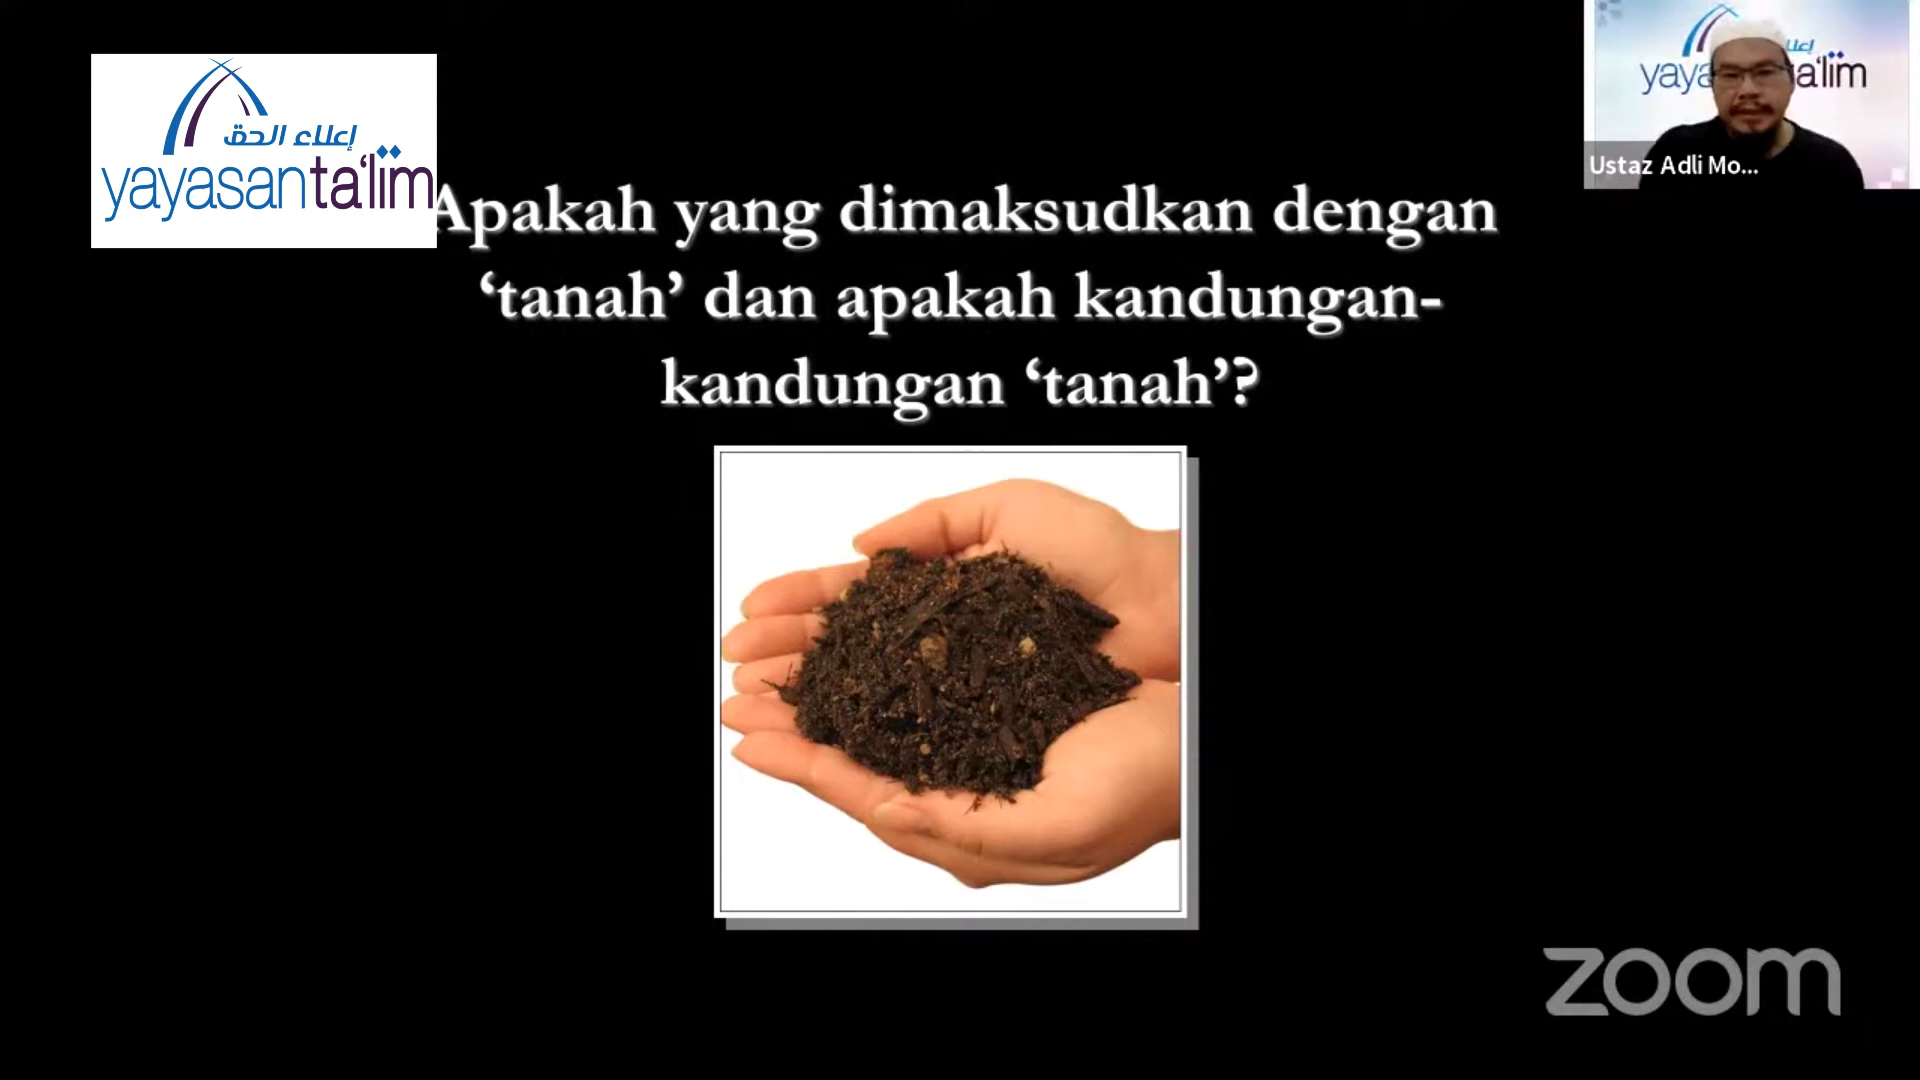 إعلاء الحق
yayasanta'lim
Apakah yang dimaksudkan dengan
‘tanah’ dan apakah kandungan-
kandungan ‘tanah’?
Ustaz Adli Mo...
zoom